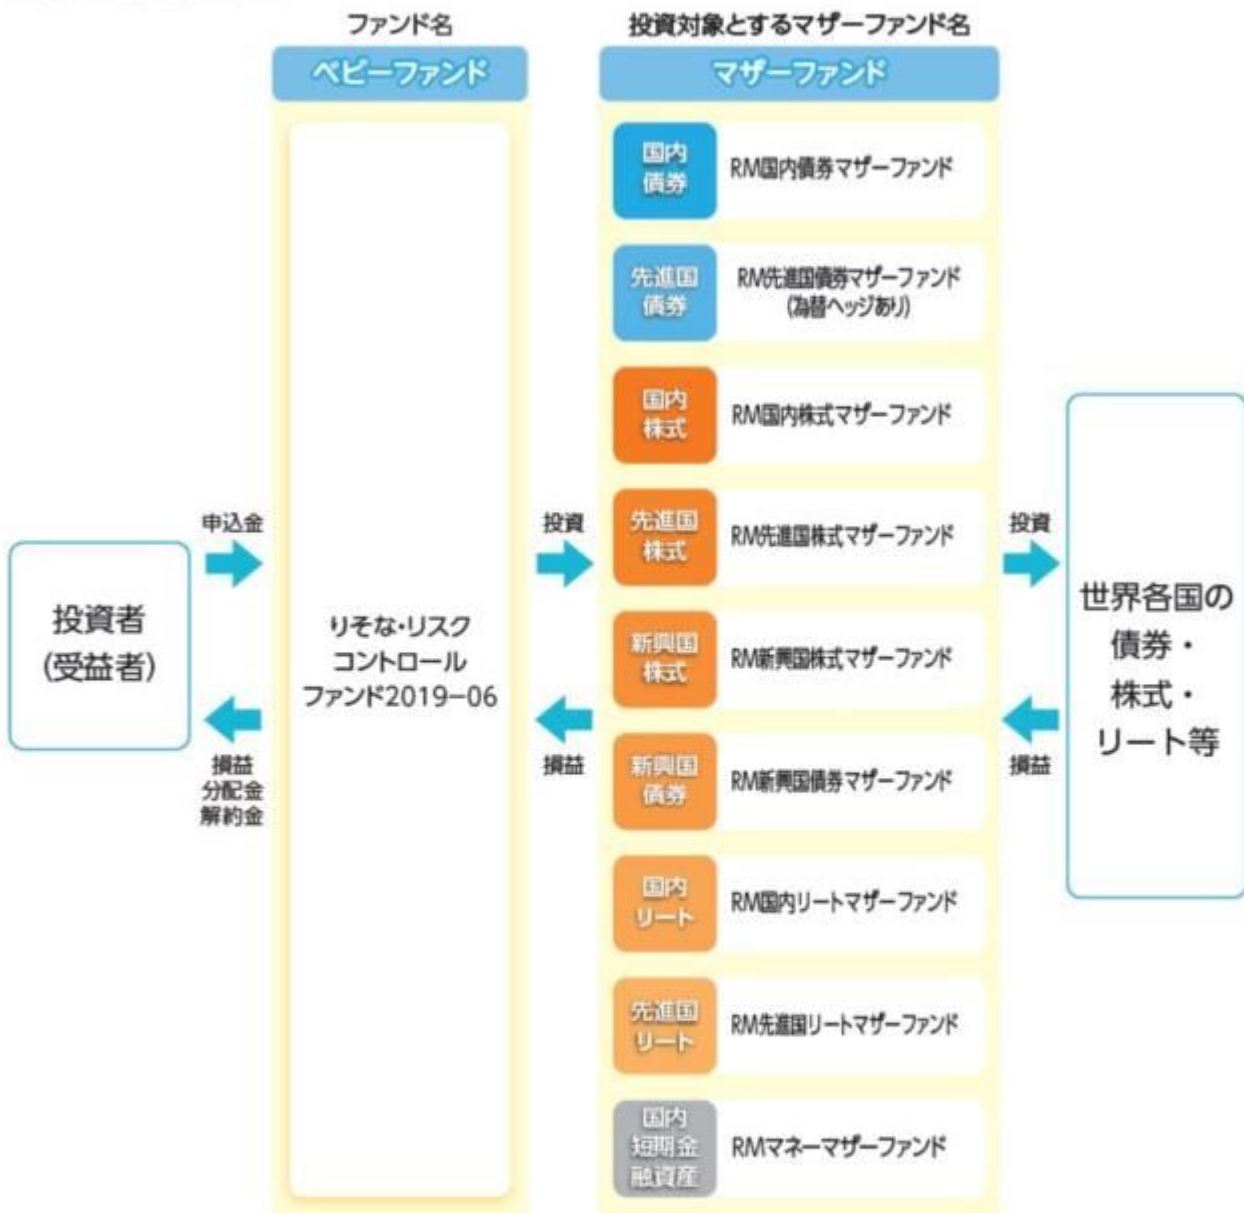 ファンド名
投資対象とするマザーファンド名
ベビーファンド
マザーファンド
国内
債券
RM国内債券マザーファンド
先進国
債券
RM先進国債券マザーファンド
(為替ヘッジあり)
国内
株式
RM国内株式マザーファンド
先進国
株式
RM先進国株式マザーファンド
新興国
株式
RM新興国株式マザーファンド
新興国
債券
RM新興国債券マザーファンド
国内
リート
RM国内リートマザーファンド
先進国
リート
RM先進国リートマザーファンド
国内
短期金
融資産
RMマネーマザーファンド
投資者
(受益者)
申込金
損益
分配金
解約金
りそな・リスク
コントロール
ファンド2019-06
投資
損益
投資
損益
世界各国の
債券・
株式・
リート等